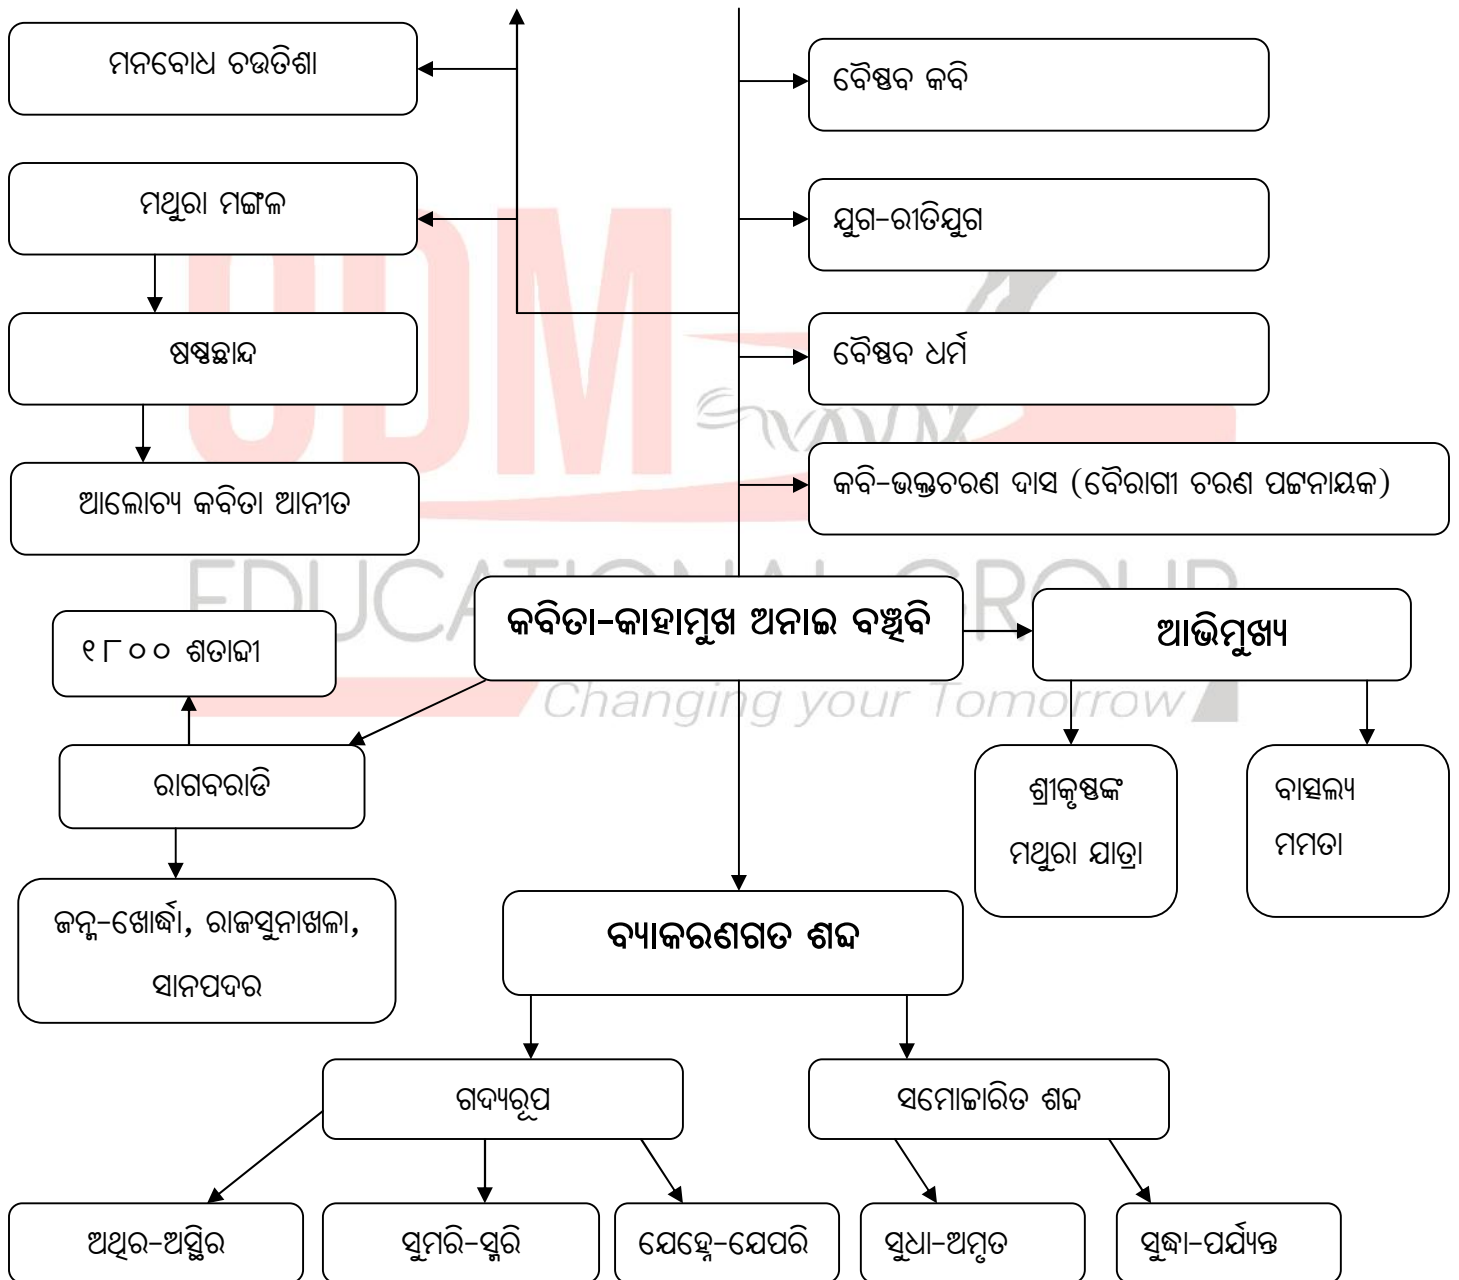 ମନବୋଧ ଚଉତିଶା
ବୈଷ୍ଣବ କବି
ମଥୁରା ମଙ୍ଗଳ
ଯୁଗ-ରୀତିଯୁଗ
ଷଷ୍ଠଛାନ୍ଦ
ବୈଷ୍ଣବ ଧର୍ମ
ଆଲୋଚ୍ୟ କବିତା ଆନୀତ
କବି-ଭକ୍ତଚରଣ ଦାସ (ବୈରାଗୀ ଚରଣ ପଟ୍ଟନାୟକ)
ODM
EDUCATIONAL GROUP
Changing your Tomorrow
୧୮୦୦ ଶତାବ୍ଦୀ
କବିତା-କାହାମୁଖ ଅନାଇ ବଞ୍ଚିବି
ଆଭିମୁଖ୍ୟ
ରାଗବରାଡି
ଶ୍ରୀକୃଷ୍ଣଙ୍କ
ମଥୁରା ଯାତ୍ରା
ବାତ୍ସଲ୍ୟ
ମମତା
ଜନ୍ମ-ଖୋର୍ଦ୍ଧା, ରାଜସୁନାଖଳା,
ସାନପଦର
ବ୍ୟାକରଣଗତ ଶବ୍ଦ
ଗଦ୍ୟରୂପ
ସମୋଚ୍ଚାରିତ ଶବ୍ଦ
ଅଥିର-ଅସ୍ଥିର
ସୁମରି-ସ୍ମରି
ଯେହ୍ନେ-ଯେପରି
ସୁଧା-ଅମୃତ
ସୁଦ୍ଧା-ପର୍ଯ୍ୟନ୍ତ